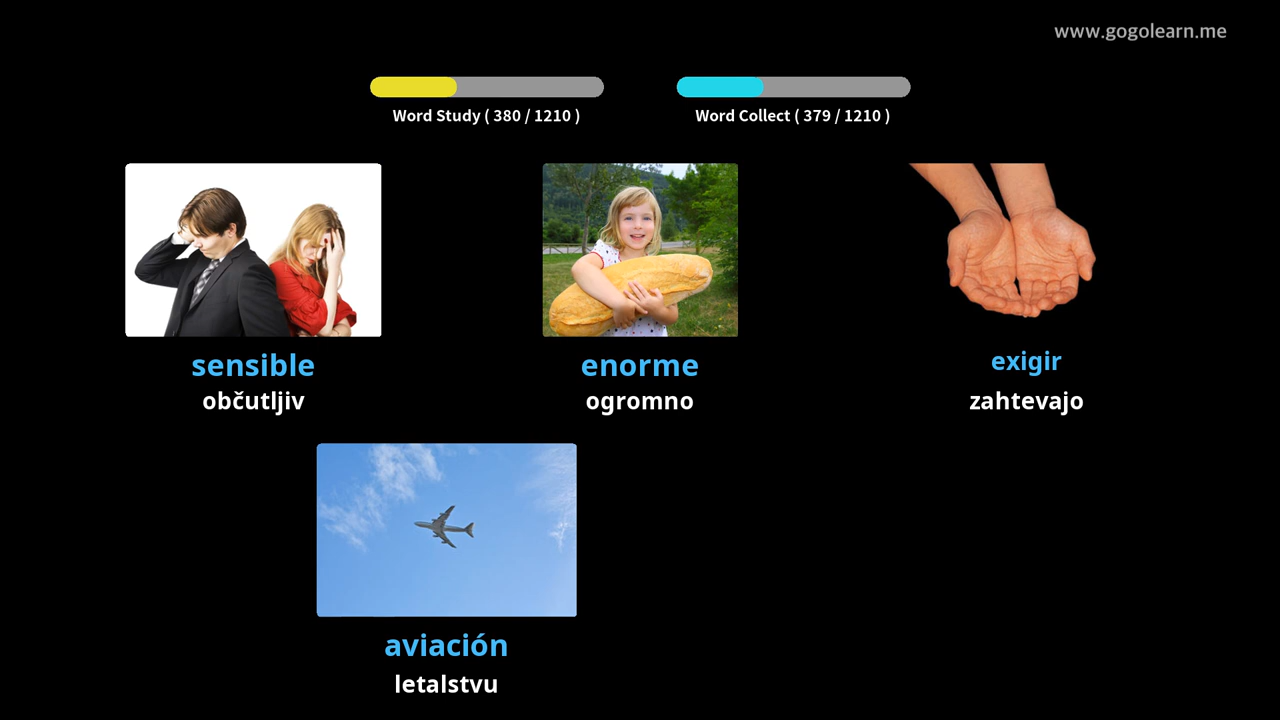 www.gogolearn.me
Word Study ( 380 / 1210 )
Word Collect ( 379 / 1210 )
sensible
občutljiv
enorme
ogromno
exigir
zahtevajo
aviación
letalstvu